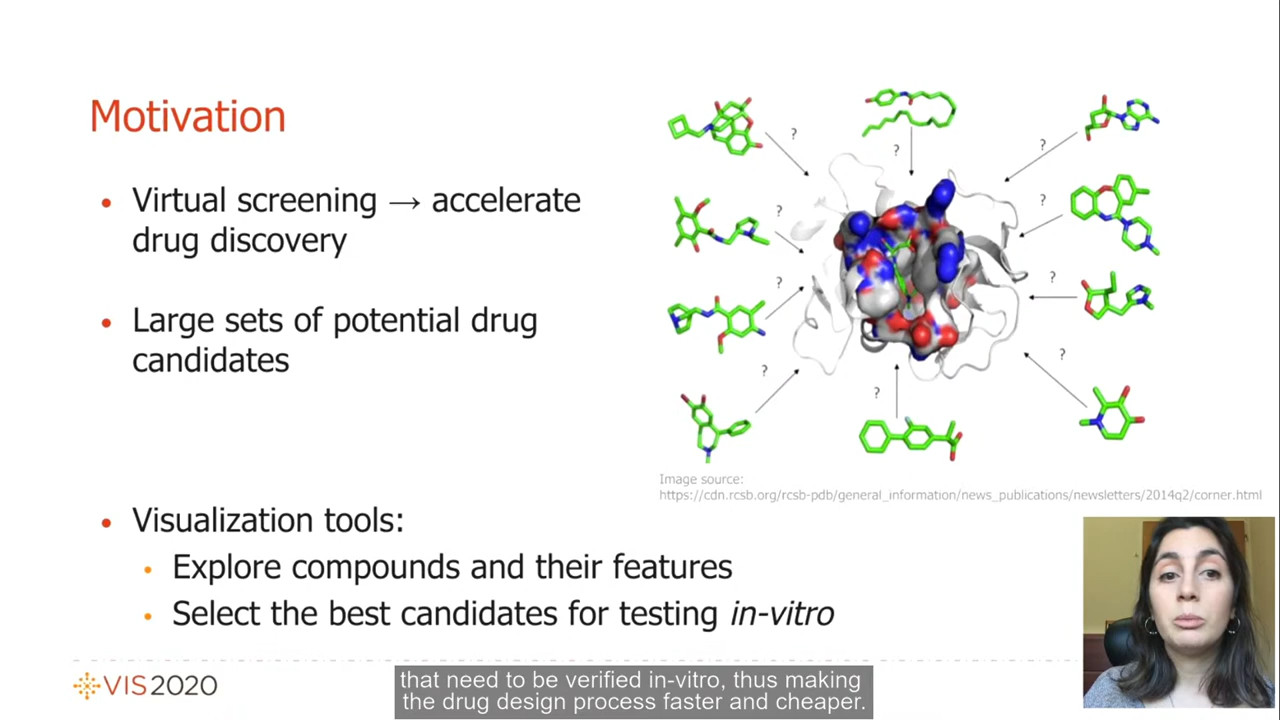 Motivation
• Virtual screening → accelerate
drug discovery
• Large sets of potential drug
candidates
? ? ?
? ?
? ?
? ? ?
Image source:
https://cdn.rcsb.org/rcsb-pdb/general_information/news_publications/newsletters/2014q2/corner.html
• Visualization tools:
• Explore compounds and their features
• Select the best candidates for testing in-vitro
VIS2020
that need to be verified in-vitro, thus making
the drug design process faster and cheaper.